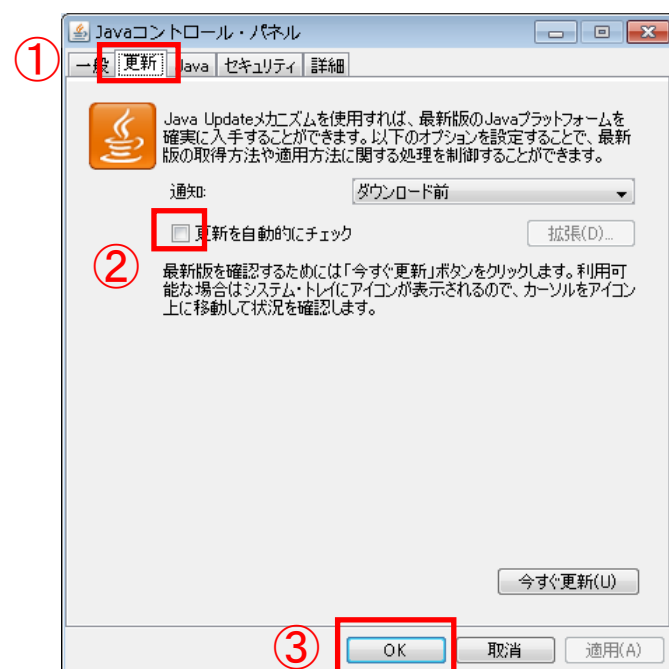 Javaコントロール・パネル
① 一般 更新 Java セキュリティ 詳細
Java Updateメカニズムを使用すれば、最新版のJavaプラットフォームを
確実に入手することができます。以下のオプションを設定することで、最新
版の取得方法や適用方法に関する処理を制御することができます。
通知: ダウンロード前
更新を自動的にチェック 拡張(D)...
②
最新版を確認するためには「今すぐ更新」ボタンをクリックします。利用可
能な場合はシステム・トレイにアイコンが表示されるので、カーソルをアイコン
上に移動して状況を確認します。
今すぐ更新(U)
③ OK 取消 適用(A)